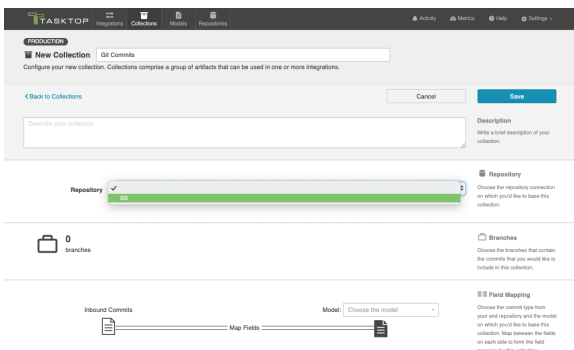 TASKTOP
Integrations
Collections
Models
Repositories
Activity
Metrics
Help
Settings
PRODUCTION
New Collection
Git Commits
Configure your new collection. Collections comprise a group of artifacts that can be used in one or more integrations.
Back to Collections
Cancel
Save
Describe your collection
Description
Write a brief description of your
collection.
Repository
Git
Repository
Choose the repository connection
on which you'd like to base this
collection.
0
branches
Branches
Choose the branches that contain
the commits that you would like to
include in this collection.
Inbound Commits
Model: Choose the model
Map Fields
Field Mapping
Choose the commit type from
your end repository and the model
on which you'd like to base this
collection. Map between the fields
on each side to form the field
mapping for this collection.